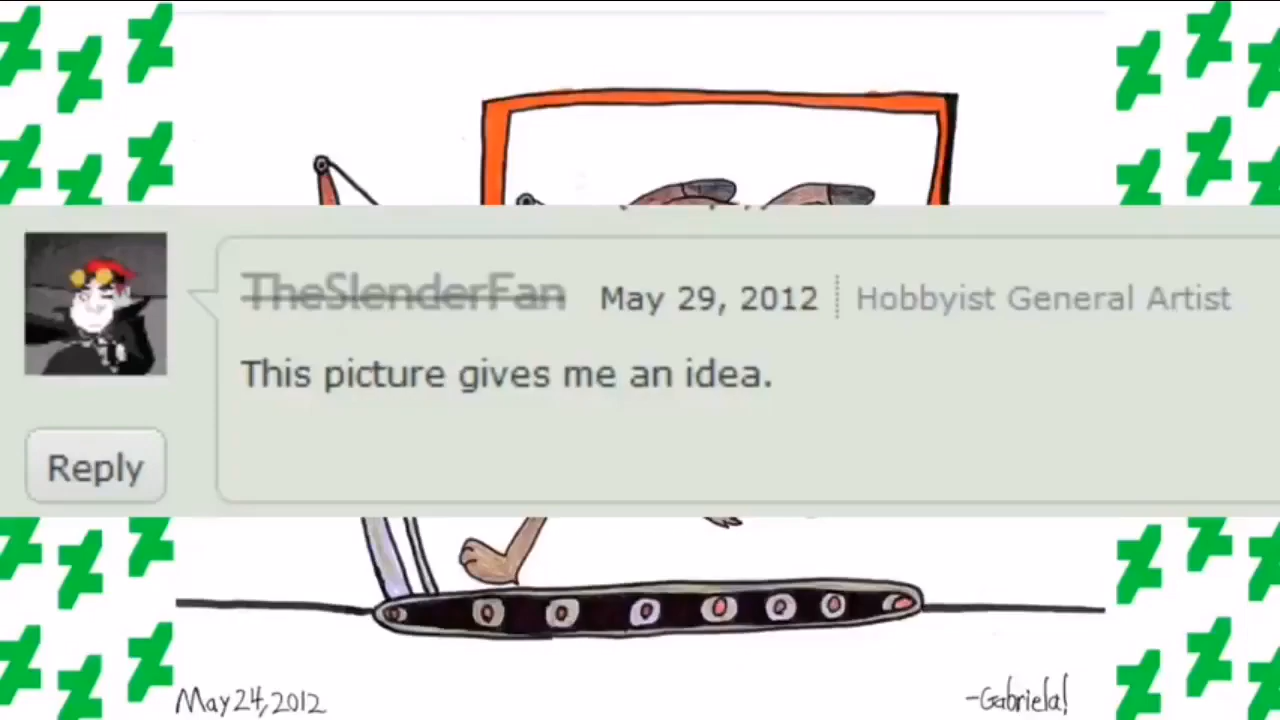 TheSlenderFan May 29, 2012 Hobbyist General Artist
This picture gives me an idea.
Reply
May 24, 2012 -Gabriela!